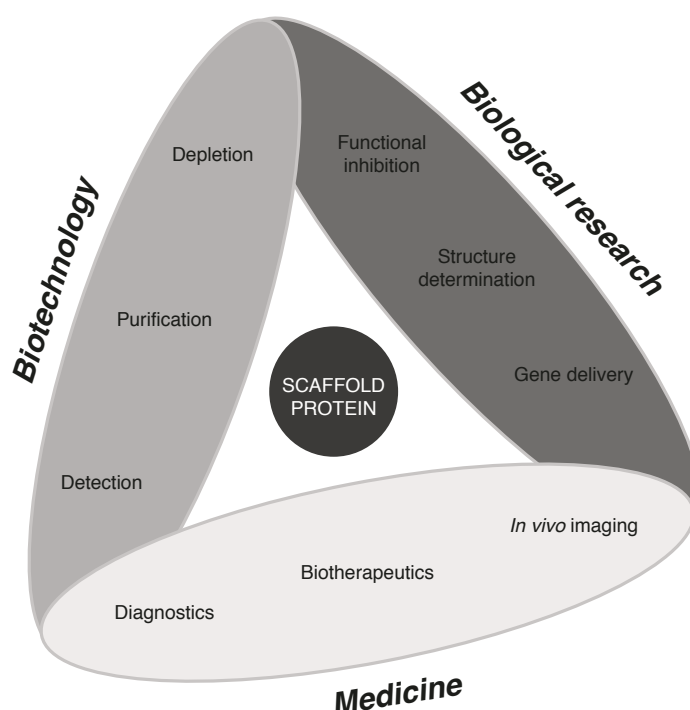 Biotechnology
Depletion
Purification
Detection
Biological research
Functional
inhibition
Structure
determination
Gene delivery
SCAFFOLD
PROTEIN
In vivo imaging
Biotherapeutics
Diagnostics
Medicine